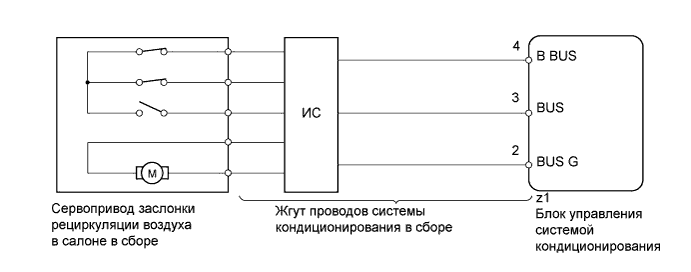 4
B BUS
3
BUS
ИС
2
BUS G
M
z1
Сервопривод заслонки
рециркуляции воздуха
в салоне в сборе
Жгут проводов системы
кондиционирования в сборе
Блок управления
системой
кондиционирования